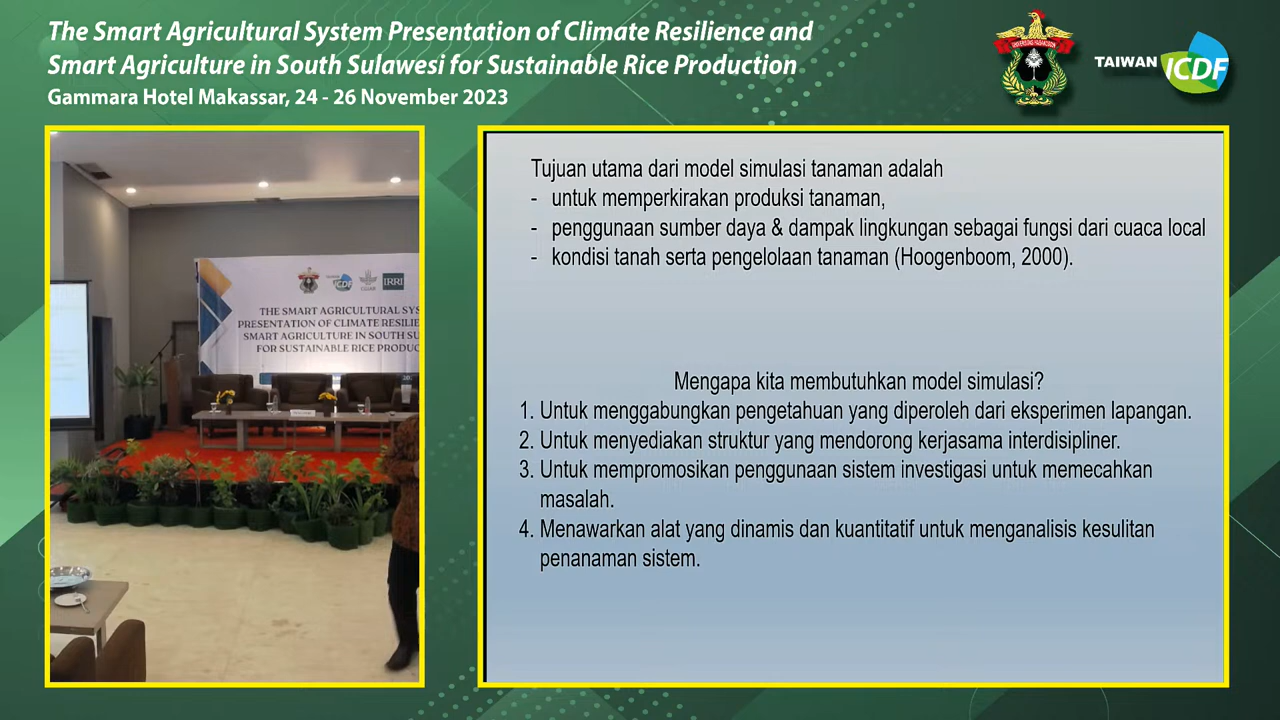 The Smart Agricultural System Presentation of Climate Resilience and
Smart Agriculture in South Sulawesi for Sustainable Rice Production
Gammara Hotel Makassar, 24 - 26 November 2023
UNIVERSITAS HASANUDDIN
TAIWAN ICDF
ICDF
IRRI
THE SMART AGRICULTURAL SYS
PRESENTATION OF CLIMATE RESILIE
SMART AGRICULTURE IN SOUTH SU
FOR SUSTAINABLE RICE PRODUC
Tujuan utama dari model simulasi tanaman adalah
- untuk memperkirakan produksi tanaman,
- penggunaan sumber daya & dampak lingkungan sebagai fungsi dari cuaca local
- kondisi tanah serta pengelolaan tanaman (Hoogenboom, 2000).
Mengapa kita membutuhkan model simulasi?
1. Untuk menggabungkan pengetahuan yang diperoleh dari eksperimen lapangan.
2. Untuk menyediakan struktur yang mendorong kerjasama interdisipliner.
3. Untuk mempromosikan penggunaan sistem investigasi untuk memecahkan
masalah.
4. Menawarkan alat yang dinamis dan kuantitatif untuk menganalisis kesulitan
penanaman sistem.